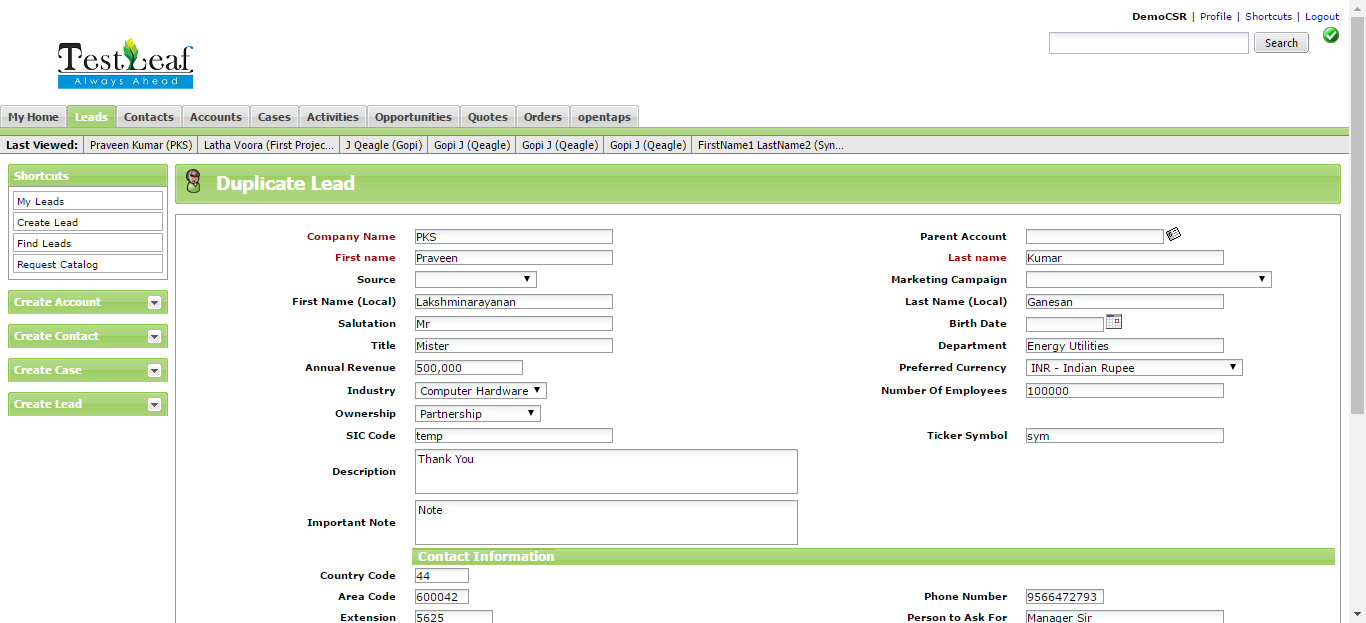 DemoCSR | Profile | Shortcuts | Logout
Search
TestLeaf
Always Ahead
My Home Leads Contacts Accounts Cases Activities Opportunities Quotes Orders opentaps
Last Viewed: Praveen Kumar (PKS) Latha Voora (First Projec... J Qeagle (Gopi) Gopi J (Qeagle) Gopi J (Qeagle) Gopi J (Qeagle) FirstName1 LastName2 (Syn...
Shortcuts
My Leads
Create Lead
Find Leads
Request Catalog
Create Account
Create Contact
Create Case
Create Lead
Duplicate Lead
Company Name PKS Parent Account
First name Praveen Last name Kumar
Source Marketing Campaign
First Name (Local) Lakshminarayanan Last Name (Local) Ganesan
Salutation Mr Birth Date
Title Mister Department Energy Utilities
Annual Revenue 500,000 Preferred Currency INR - Indian Rupee
Industry Computer Hardware Number Of Employees 100000
Ownership Partnership
SIC Code temp Ticker Symbol sym
Description Thank You
Important Note Note
Contact Information
Country Code 44
Area Code 600042 Phone Number 9566472793
Extension 5625 Person to Ask For Manager Sir